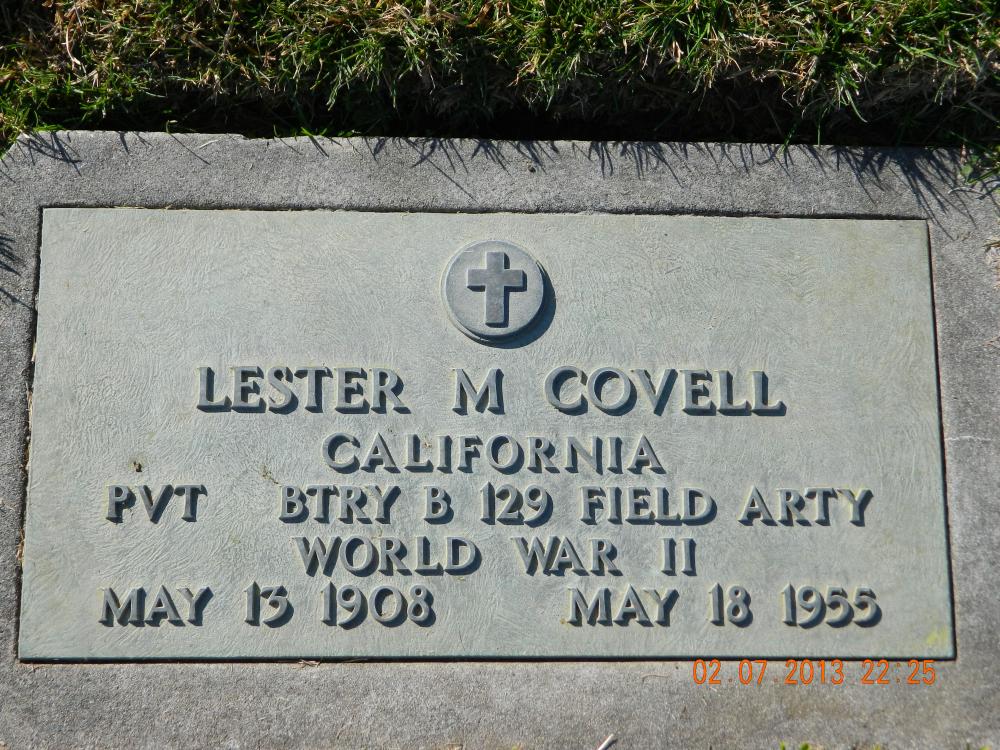 LESTER M COVELL
CALIFORNIA
PVT BTRY B 129 FIELD ARTY
WORLD WAR II
MAY 13 1908 MAY 18 1955
02.07.2013 22:25